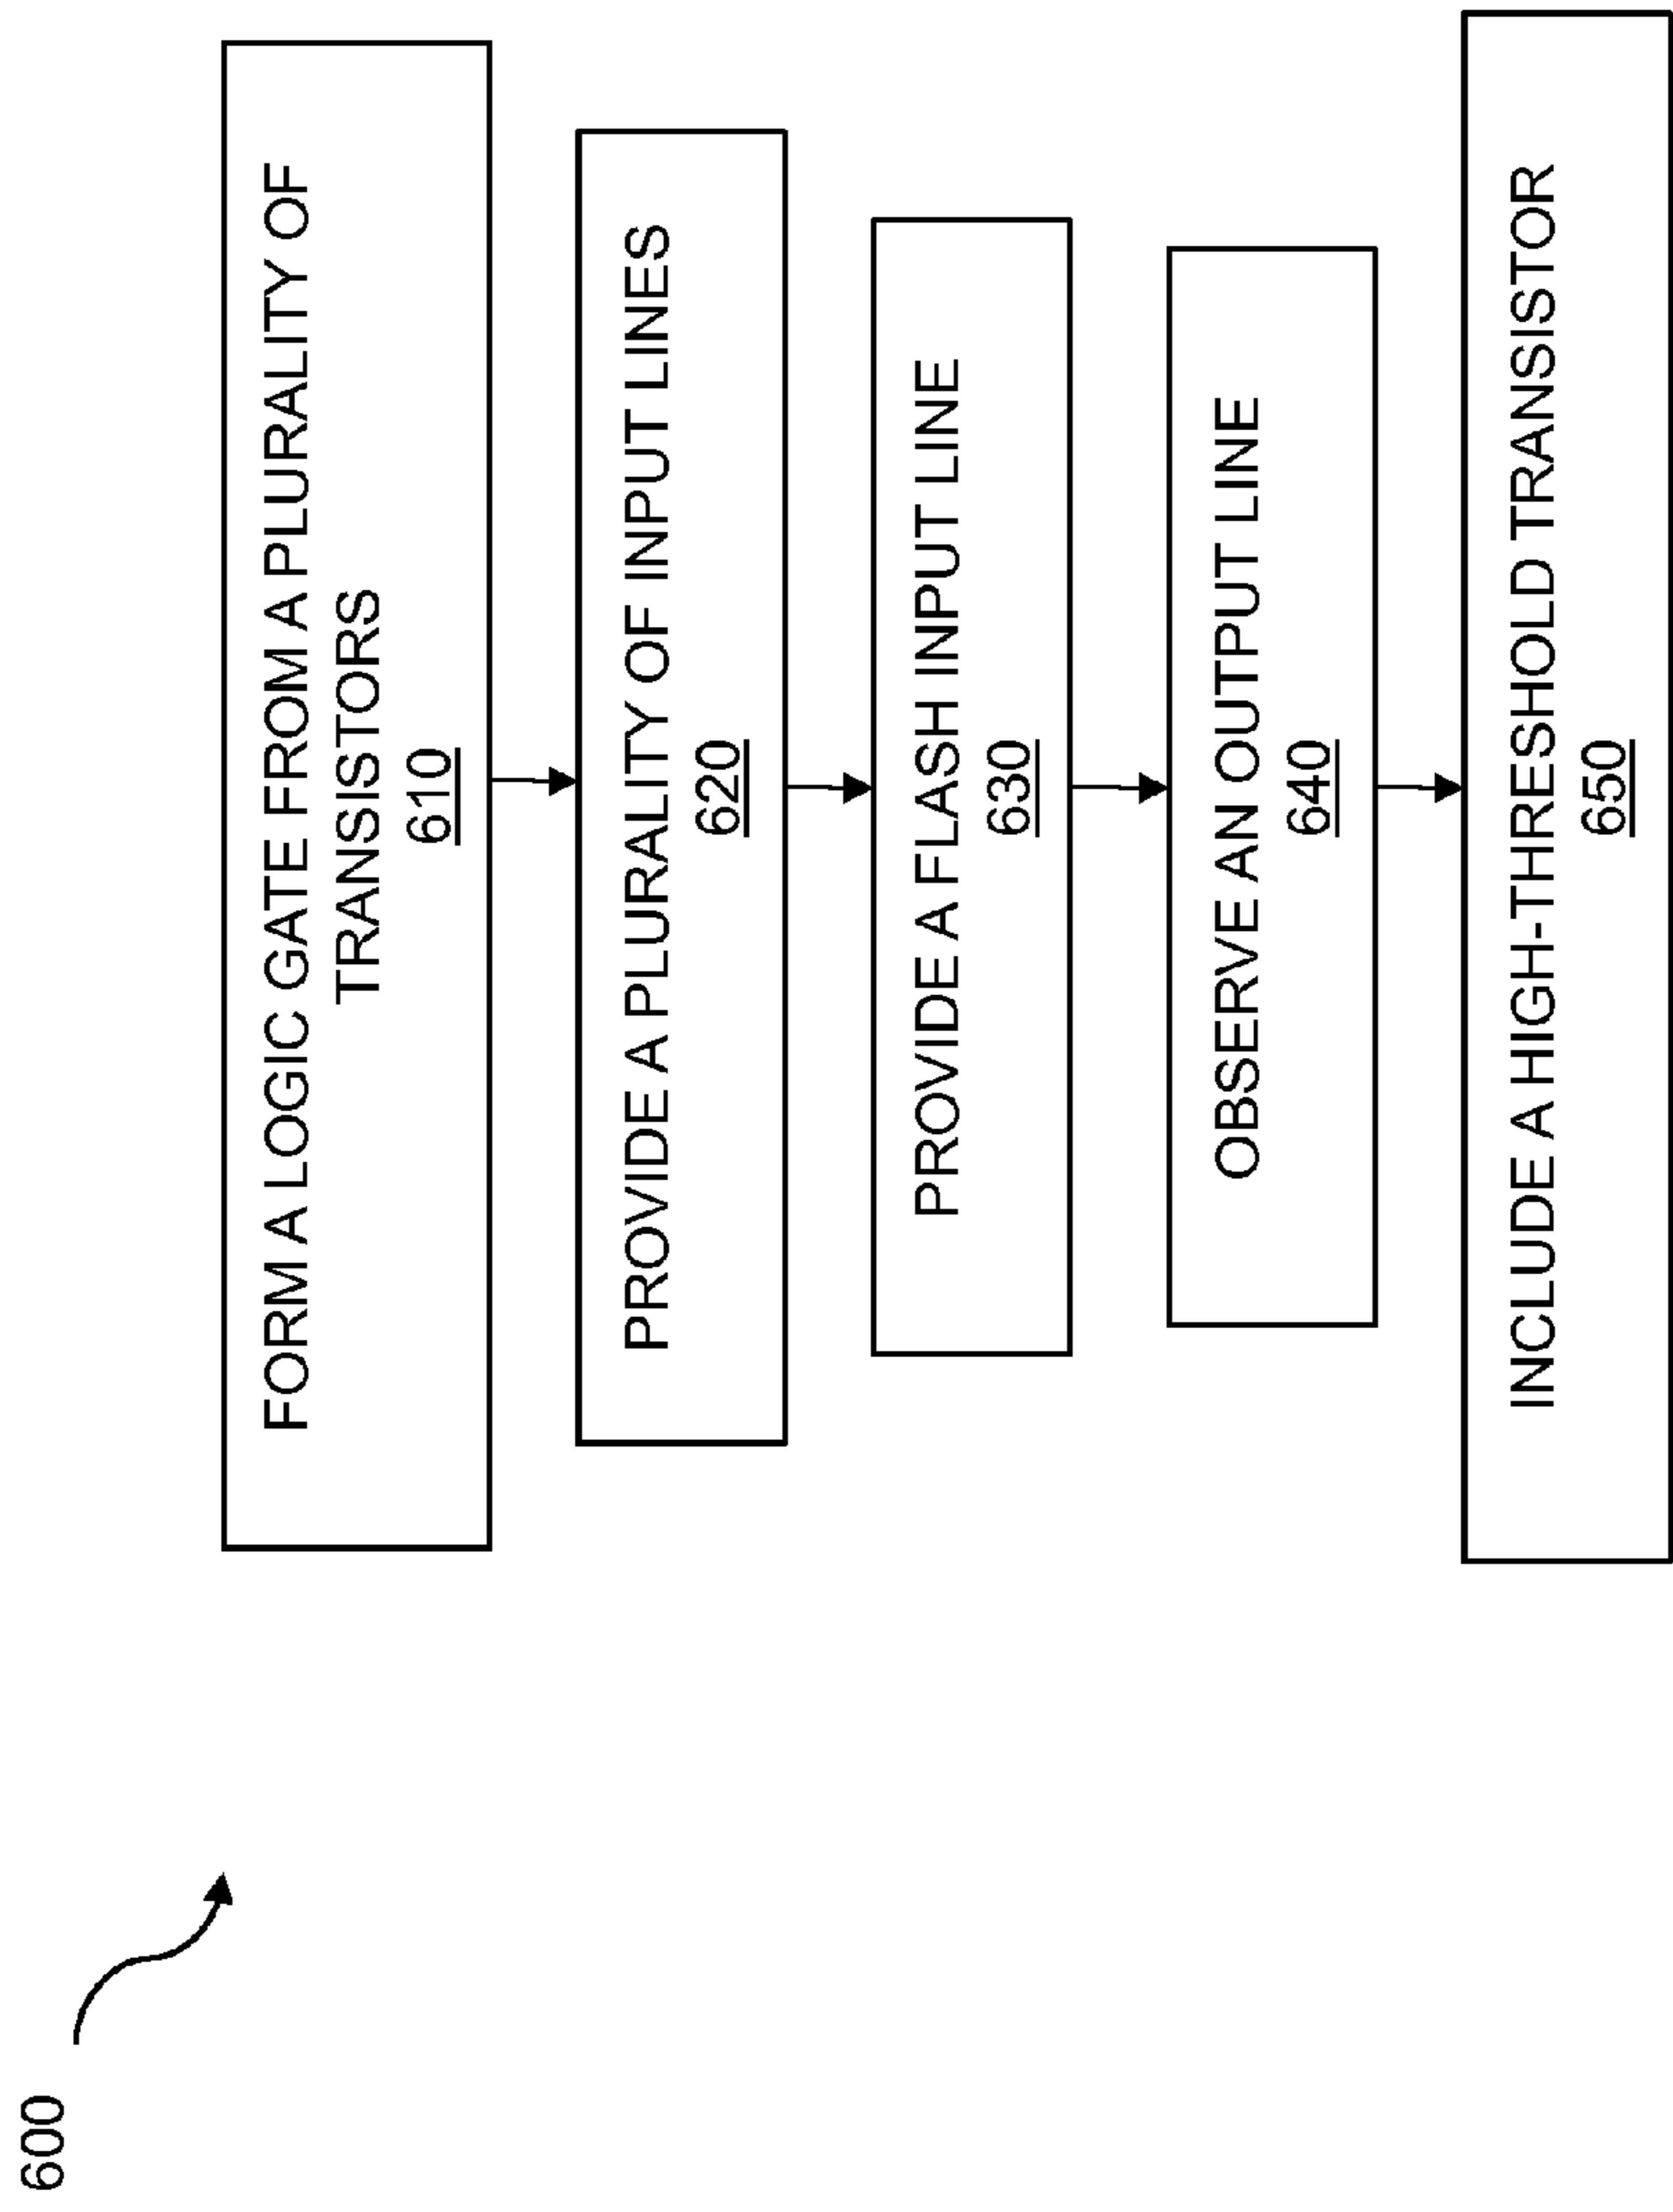 600
FORM A LOGIC GATE FROM A PLURALITY OF
TRANSISTORS
610
PROVIDE A PLURALITY OF INPUT LINES
620
PROVIDE A FLASH INPUT LINE
630
OBSERVE AN OUTPUT LINE
640
INCLUDE A HIGH-THRESHOLD TRANSISTOR
650